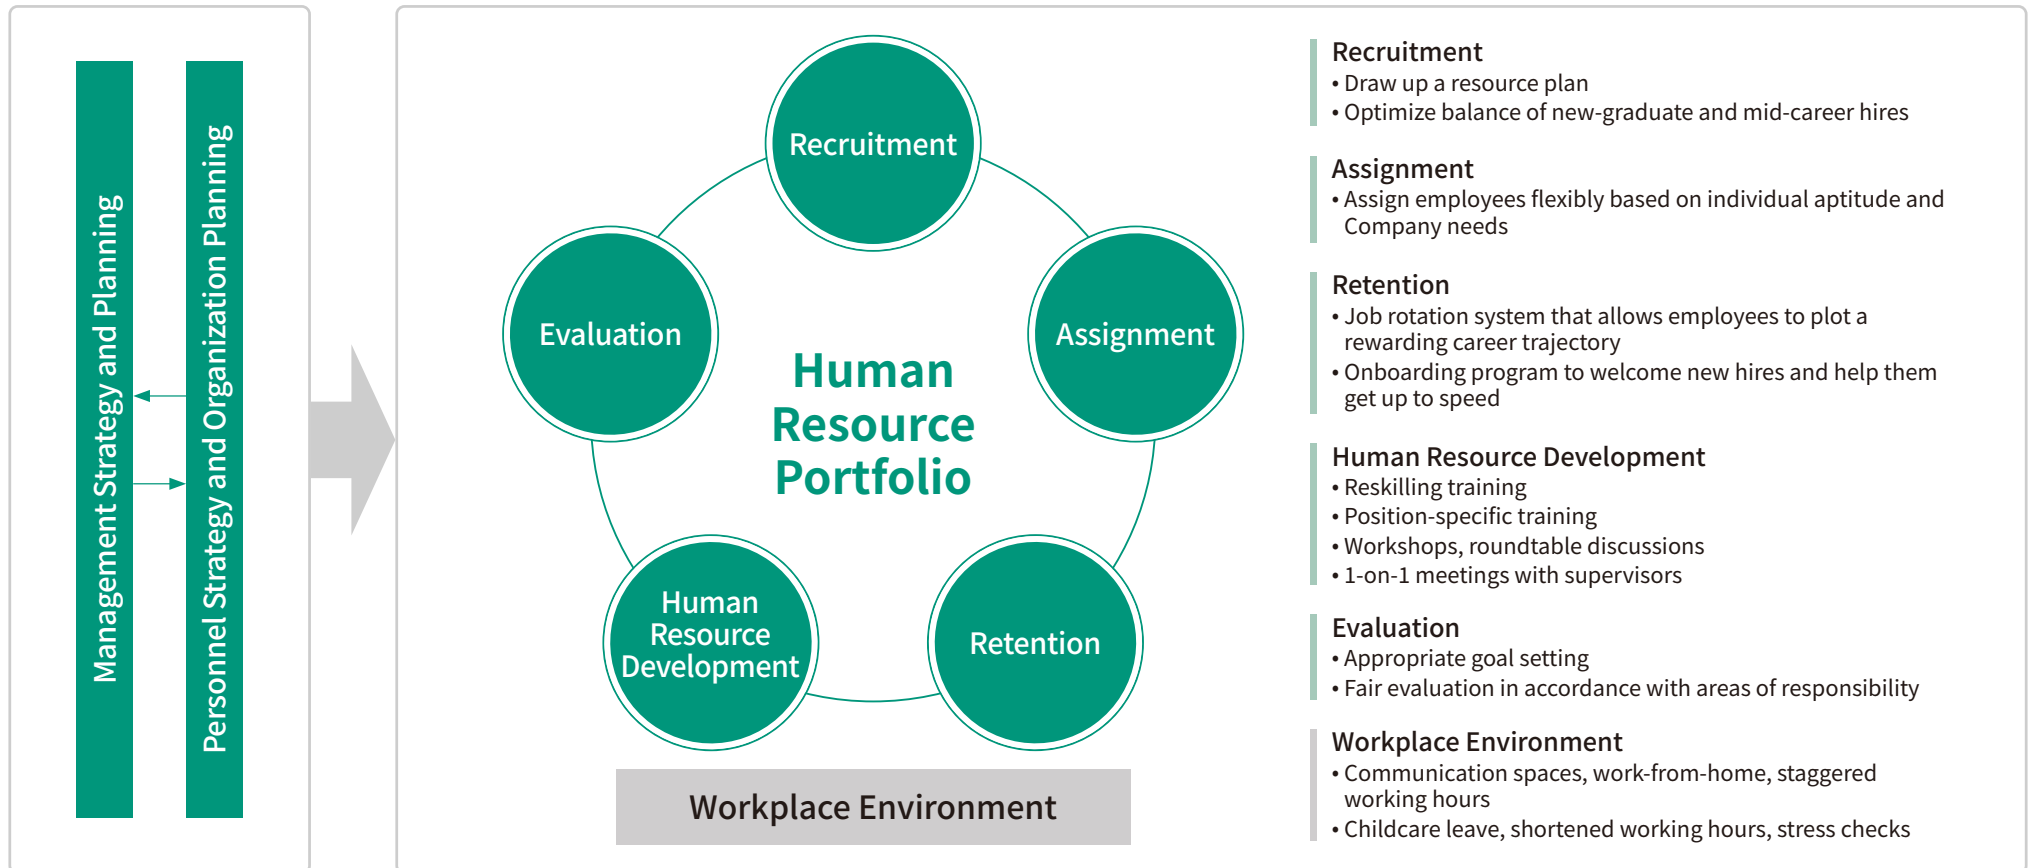 Management Strategy and Planning
Personnel Strategy and Organization Planning
Recruitment
Evaluation
Assignment
Human
Resource
Portfolio
Human
Resource
Development
Retention
Workplace Environment
Recruitment
• Draw up a resource plan
• Optimize balance of new-graduate and mid-career hires
Assignment
• Assign employees flexibly based on individual aptitude and
Company needs
Retention
• Job rotation system that allows employees to plot a
rewarding career trajectory
• Onboarding program to welcome new hires and help them
get up to speed
Human Resource Development
• Reskilling training
• Position-specific training
• Workshops, roundtable discussions
• 1-on-1 meetings with supervisors
Evaluation
• Appropriate goal setting
• Fair evaluation in accordance with areas of responsibility
Workplace Environment
• Communication spaces, work-from-home, staggered
working hours
• Childcare leave, shortened working hours, stress checks